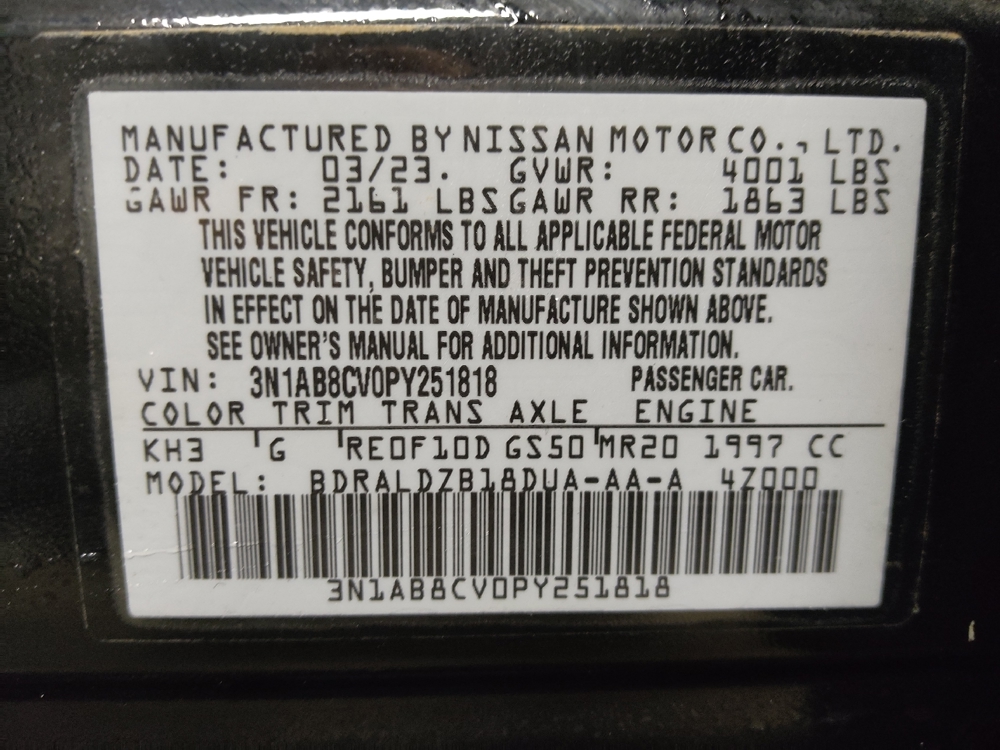 MANUFACTURED BY NISSAN MOTOR CO., LTD.
DATE: 03/23. GVWR: 4001 LBS
GAWR FR: 2161 LBS GAWR RR: 1863 LBS
THIS VEHICLE CONFORMS TO ALL APPLICABLE FEDERAL MOTOR
VEHICLE SAFETY, BUMPER AND THEFT PREVENTION STANDARDS
IN EFFECT ON THE DATE OF MANUFACTURE SHOWN ABOVE.
SEE OWNER'S MANUAL FOR ADDITIONAL INFORMATION.
VIN: 3N1AB8CV0PY251818 PASSENGER CAR.
COLOR TRIM TRANS AXLE ENGINE
KH3 G RE0F10D GS50 MR20 1997 CC
MODEL: BDRALDZB18DUA-AA-A 4Z000
3N1AB8CV0PY251818